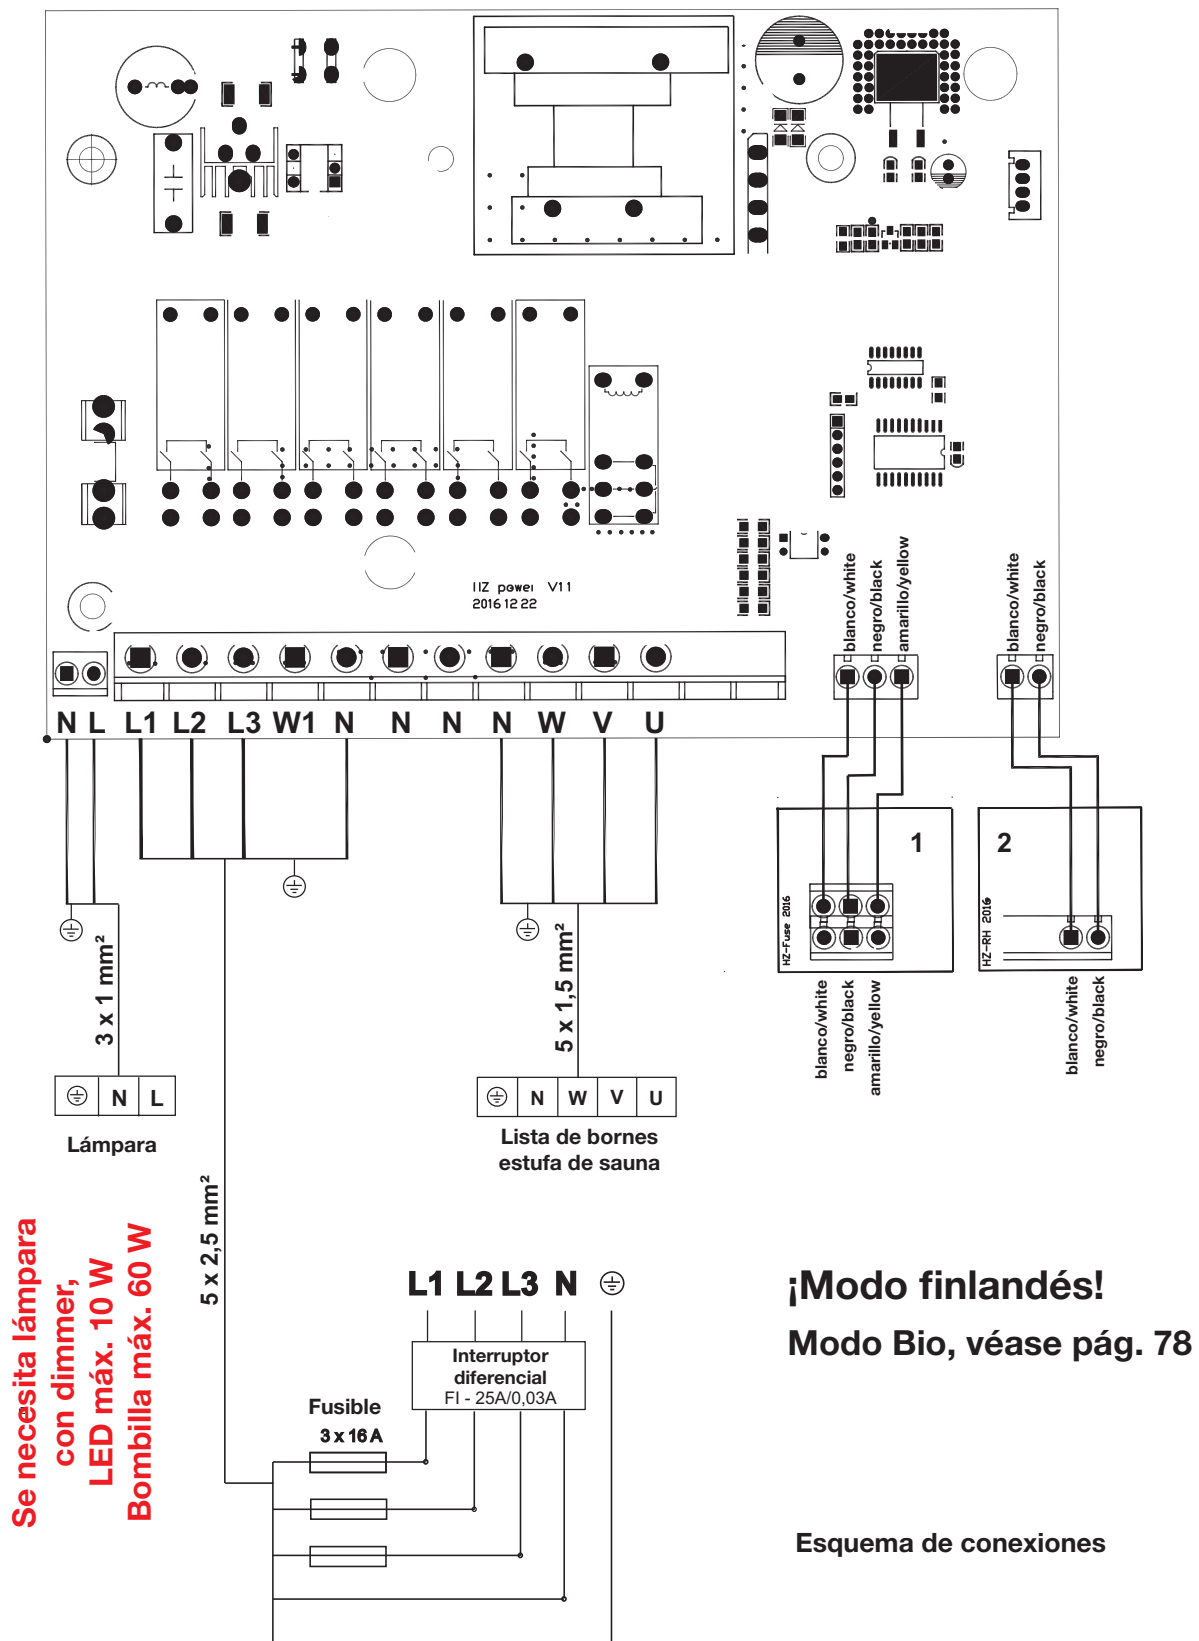 IIZ power V11
2016 12 22
blanco/white
negro/black
amarillo/yellow
blanco/white
negro/black
N L L1 L2 L3 W1 N N N N W V U
1
2
HZ-Fuse 2016
HZ-RH 2016
blanco/white
negro/black
amarillo/yellow
blanco/white
negro/black
3 x 1 mm²
5 x 1,5 mm²
N L
Lámpara
N W V U
Lista de bornes
estufa de sauna
5 x 2,5 mm²
Se necesita lámpara
con dimmer,
LED máx. 10 W
Bombilla máx. 60 W
L1 L2 L3 N
Interruptor
diferencial
FI - 25A/0,03A
Fusible
3 x 16 A
¡Modo finlandés!
Modo Bio, véase pág. 78
Esquema de conexiones